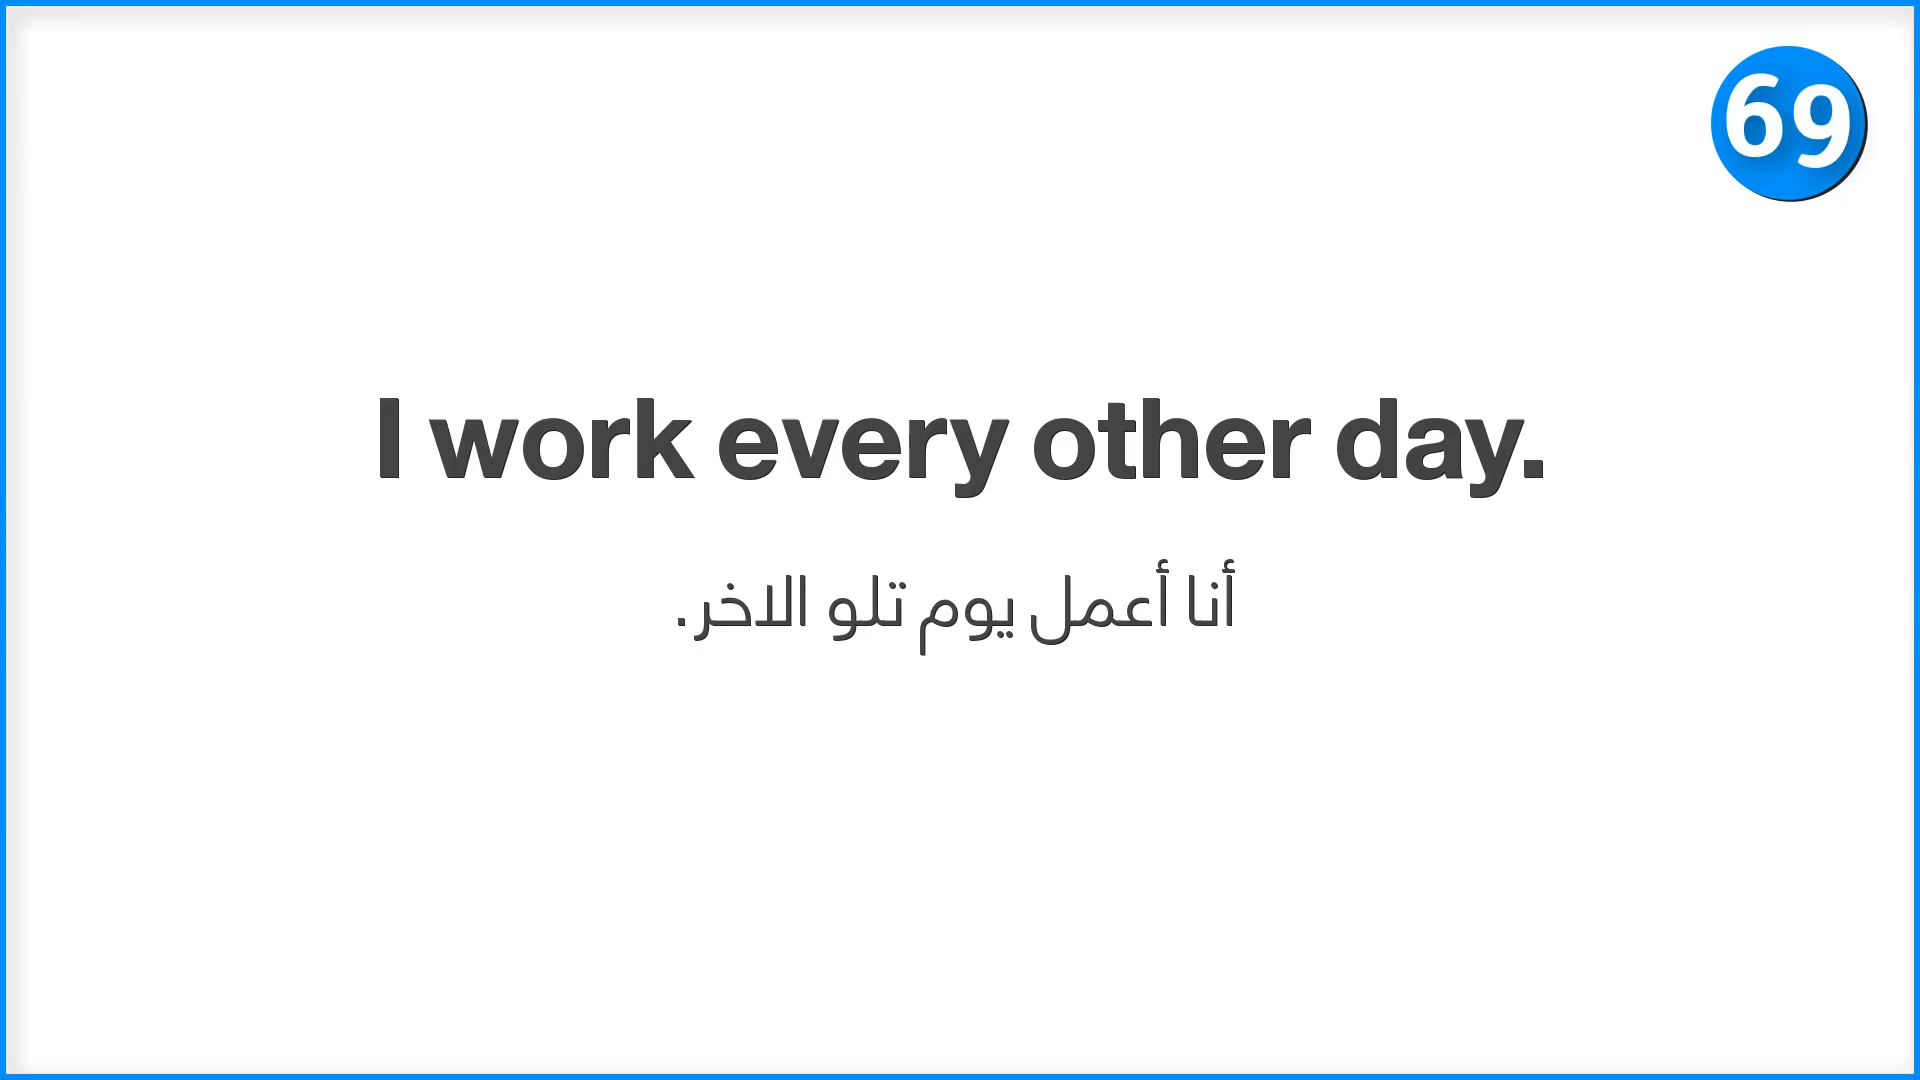 69
I work every other day.
أنا أعمل يوم تلو الاخر.